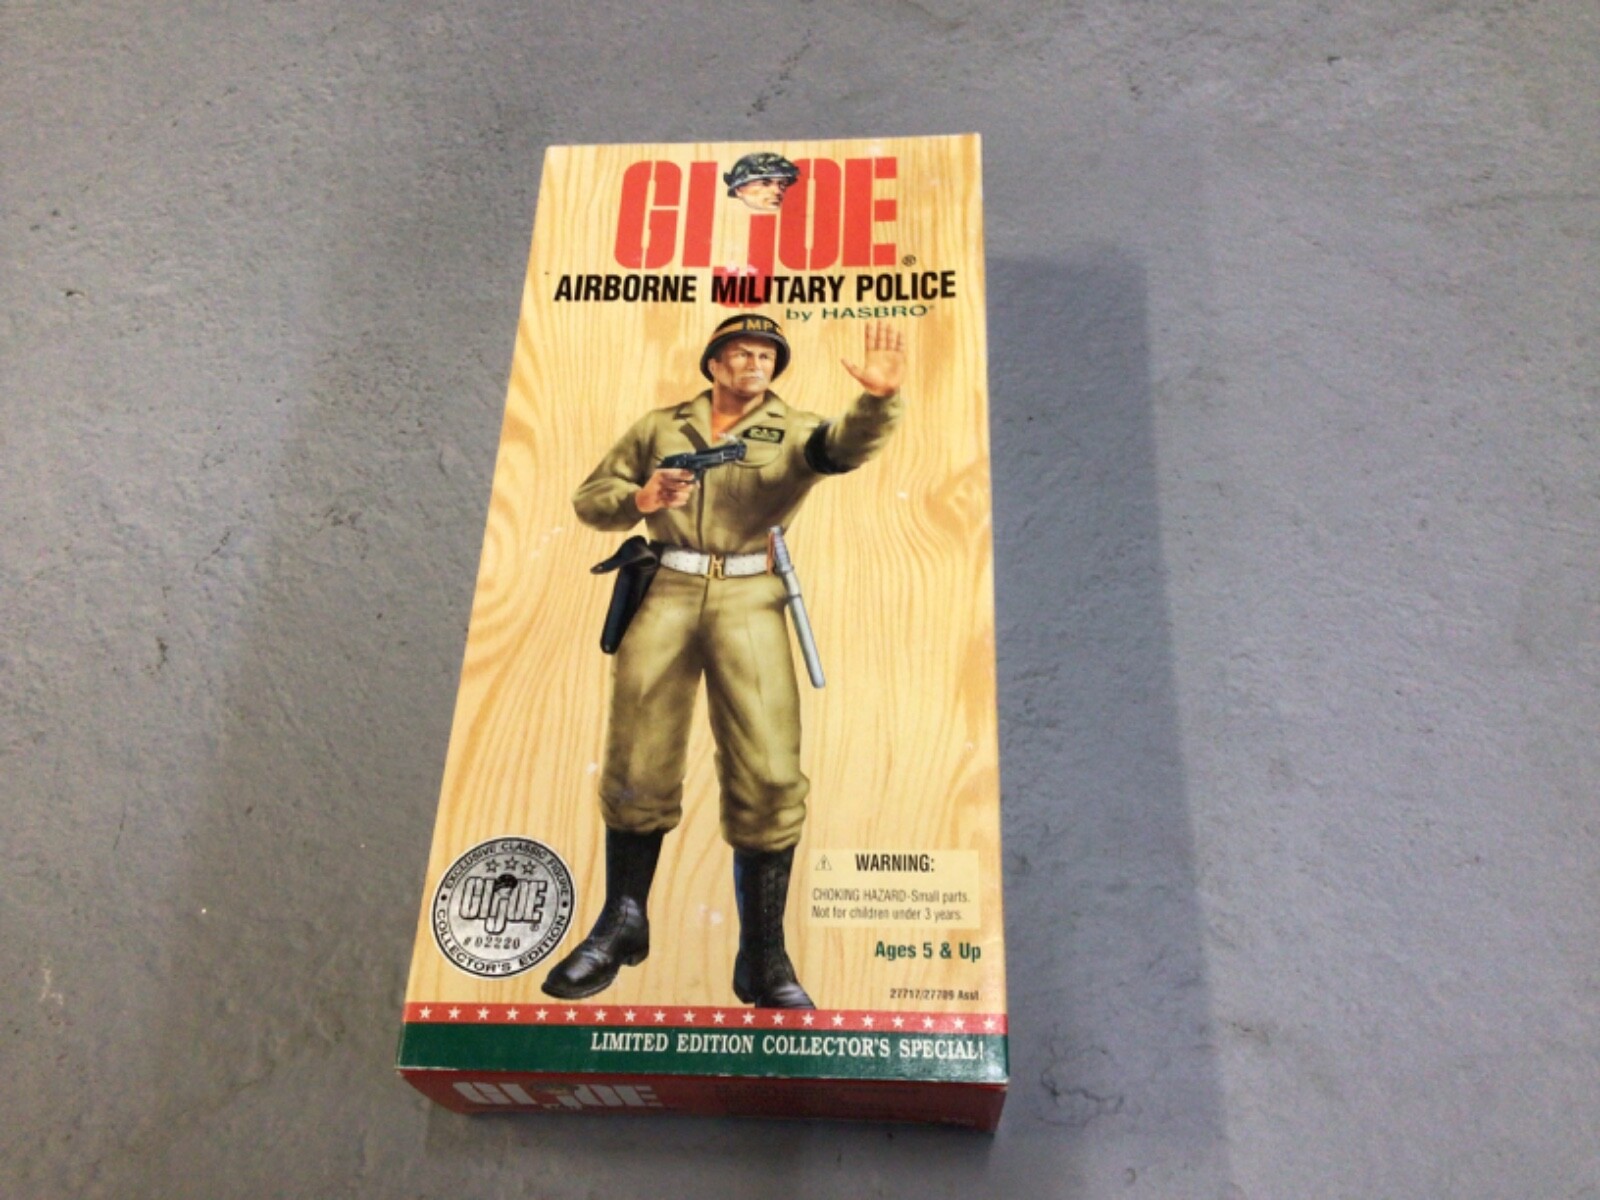 GI JOE®
AIRBORNE MILITARY POLICE
by HASBRO®
MP
EXCLUSIVE CLASSIC FIGURE
GI JOE®
#02220
COLLECTOR'S EDITION
WARNING:
CHOKING HAZARD-Small parts.
Not for children under 3 years.
Ages 5 & Up
27717/27709 Asst.
LIMITED EDITION COLLECTOR'S SPECIAL!
GI JOE